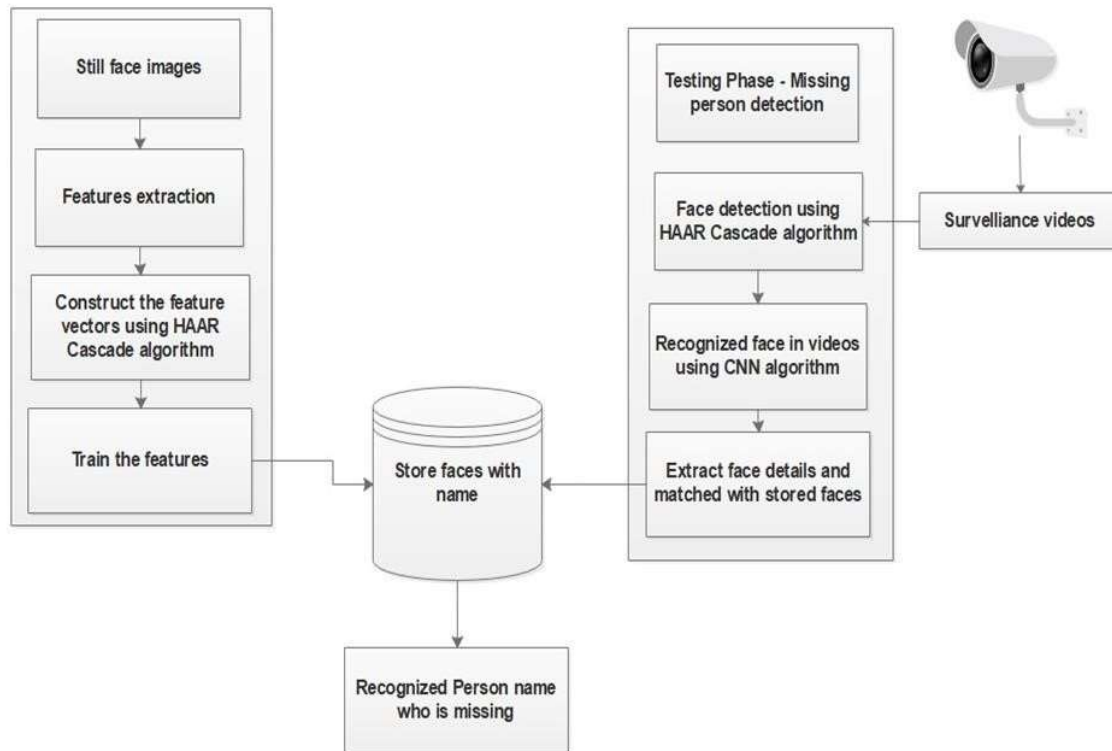 Still face images
Features extraction
Construct the feature
vectors using HAAR
Cascade algorithm
Train the features
Store faces with
name
Recognized Person name
who is missing
Testing Phase - Missing
person detection
Face detection using
HAAR Cascade algorithm
Recognized face in videos
using CNN algorithm
Extract face details and
matched with stored faces
Survelliance videos